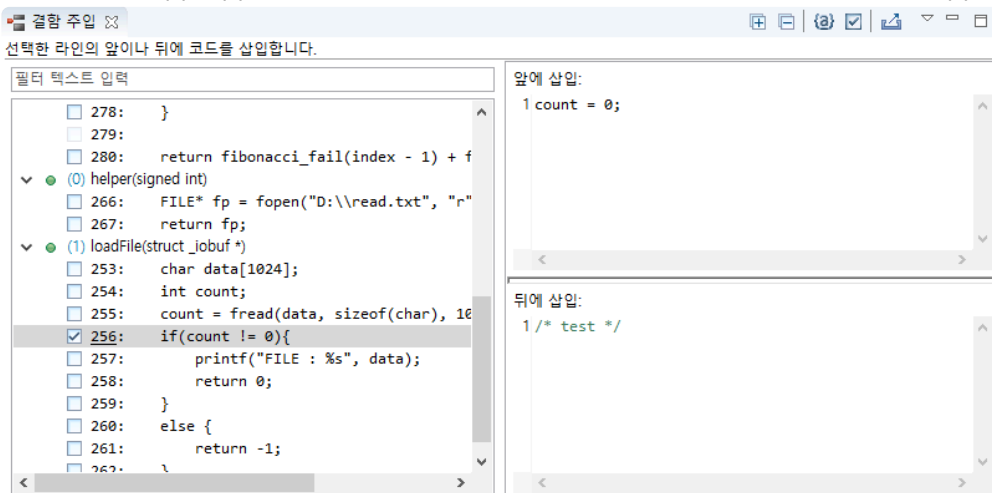 결함 주입
선택한 라인의 앞이나 뒤에 코드를 삽입합니다.
필터 텍스트 입력
278: }
279:
280: return fibonacci_fail(index - 1) + f
(0) helper(signed int)
266: FILE* fp = fopen("D:\\read.txt", "r"
267: return fp;
(1) loadFile(struct _iobuf *)
253: char data[1024];
254: int count;
255: count = fread(data, sizeof(char), 10
256: if(count != 0){
257: printf("FILE : %s", data);
258: return 0;
259: }
260: else {
261: return -1;
262: }
앞에 삽입:
1 count = 0;
뒤에 삽입:
1 /* test */